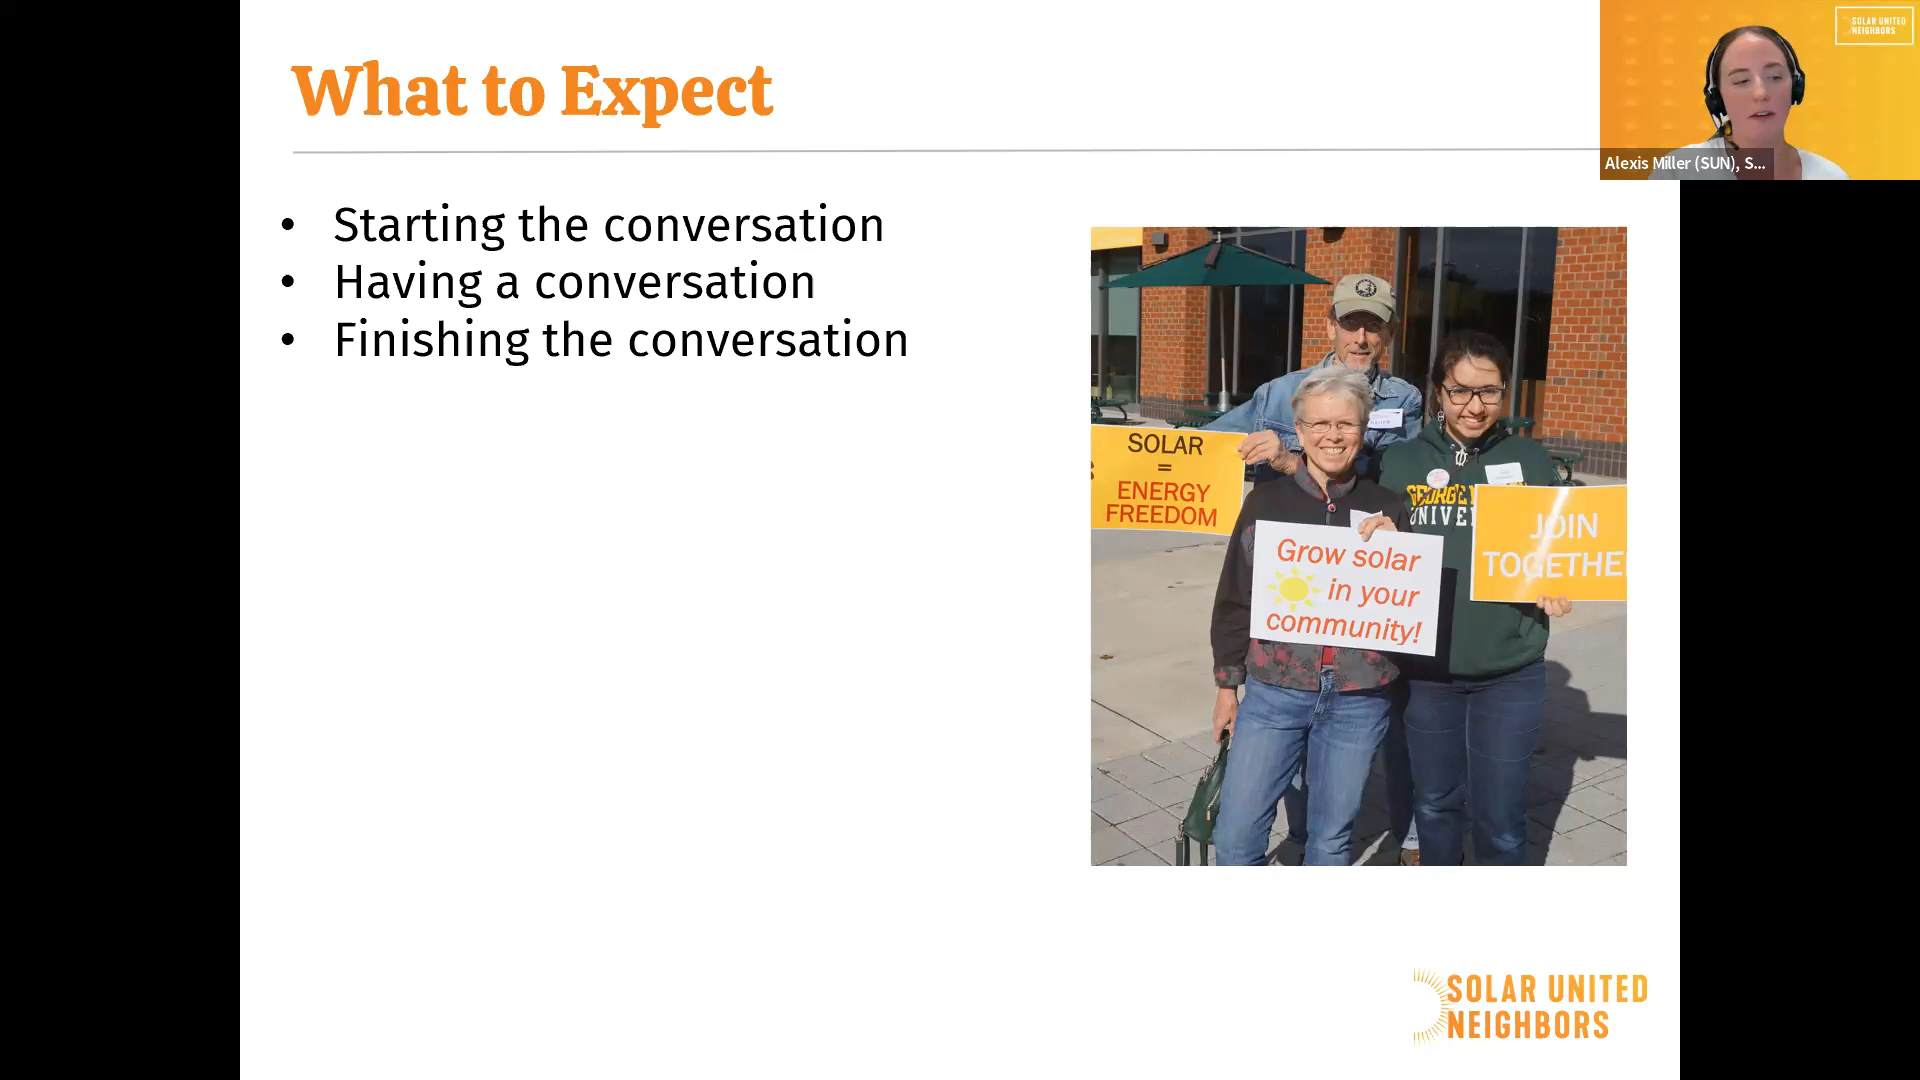 What to Expect
SOLAR UNITED
NEIGHBORS
Alexis Miller (SUN), S...
• Starting the conversation
• Having a conversation
• Finishing the conversation
SOLAR
=
ENERGY
FREEDOM
Grow solar
in your
community!
UNIVE
JOIN
TOGETHE
SOLAR UNITED
NEIGHBORS